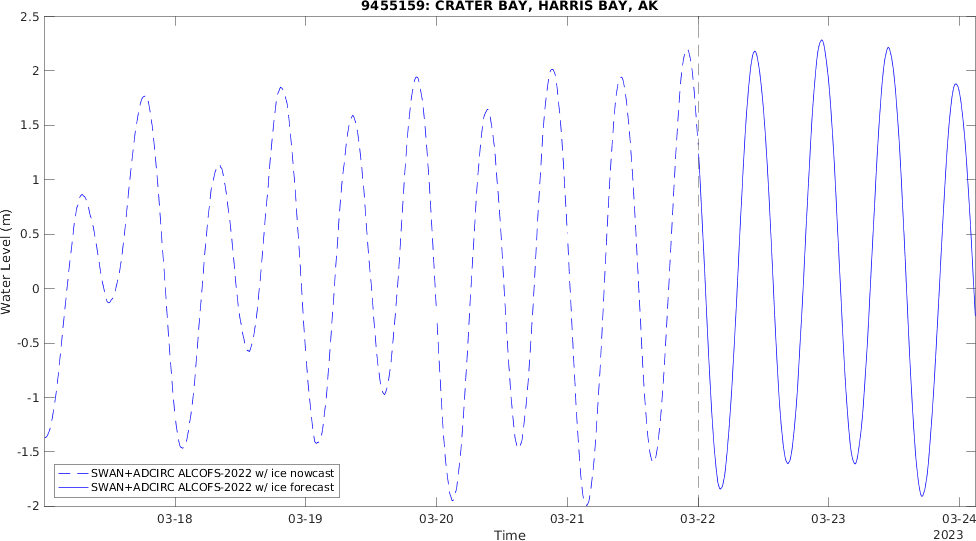 9455159: CRATER BAY, HARRIS BAY, AK
2.5
2
1.5
1
0.5
0
-0.5
-1
-1.5
-2
Water Level (m)
SWAN+ADCIRC ALCOFS-2022 w/ ice nowcast
SWAN+ADCIRC ALCOFS-2022 w/ ice forecast
03-18 03-19 03-20 03-21 03-22 03-23 03-24
Time
2023